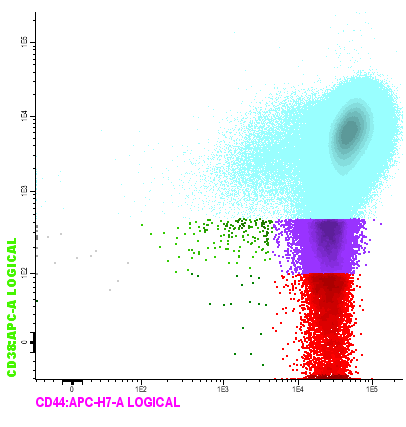 1E5
1E4
1E3
1E2
0
CD38:APC-A LOGICAL
0
1E2
1E3
1E4
1E5
CD44:APC-H7-A LOGICAL